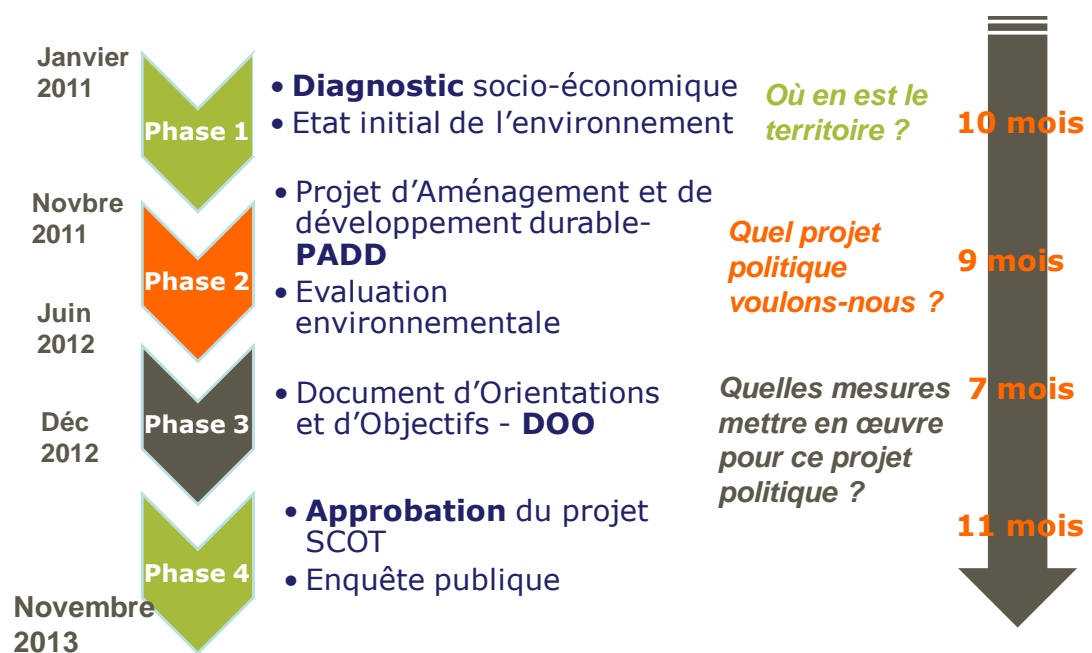 Janvier
2011
Phase 1
• Diagnostic socio-économique
• Etat initial de l’environnement
Où en est le
territoire ?
10 mois
Novbre
2011
Phase 2
• Projet d’Aménagement et de
développement durable-
PADD
• Evaluation
environnementale
Quel projet
politique
voulons-nous ?
9 mois
Juin
2012
Phase 3
• Document d’Orientations
et d’Objectifs - DOO
Quelles mesures
mettre en œuvre
pour ce projet
politique ?
7 mois
Déc
2012
Phase 4
• Approbation du projet
SCOT
• Enquête publique
11 mois
Novembre
2013